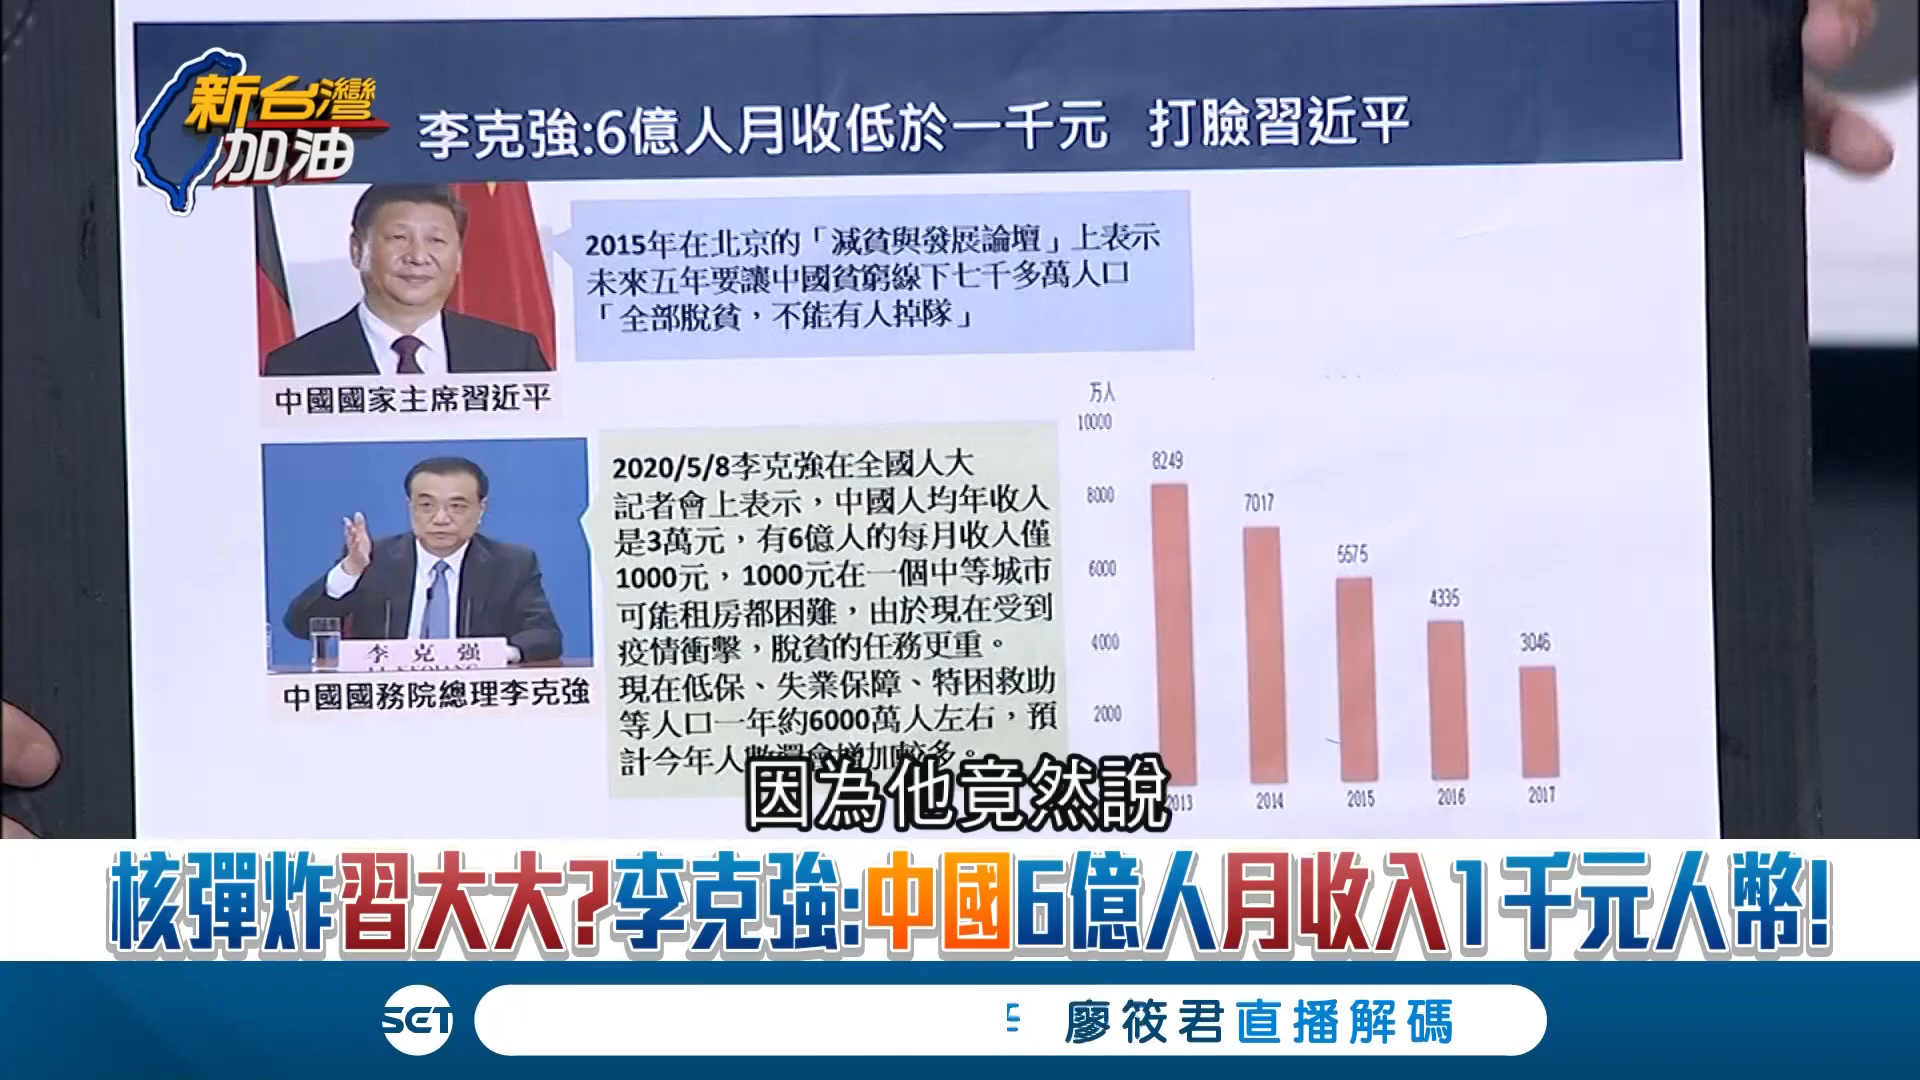 新台灣
加油
李克強:6億人月收低於一千元 打臉習近平
2015年在北京的「減貧與發展論壇」上表示
未來五年要讓中國貧窮線下七千多萬人口
「全部脫貧，不能有人掉隊」
中國國家主席習近平
2020/5/8李克強在全國人大
記者會上表示，中國人均年收入
是3萬元，有6億人的每月收入僅
1000元，1000元在一個中等城市
可能租房都困難，由於現在受到
疫情衝擊，脫貧的任務更重。
現在低保、失業保障、特困救助
等人口一年約6000萬人左右，預
計今年人數還會增加較多。
李克强
中國國務院總理李克強
万人
10000
8000
6000
4000
2000
8249
7017
5575
4335
3046
2013
2014
2015
2016
2017
因為他竟然說
核彈炸習大大?李克強:中國6億人月收入1千元人幣!
SET
廖筱君直播解碼